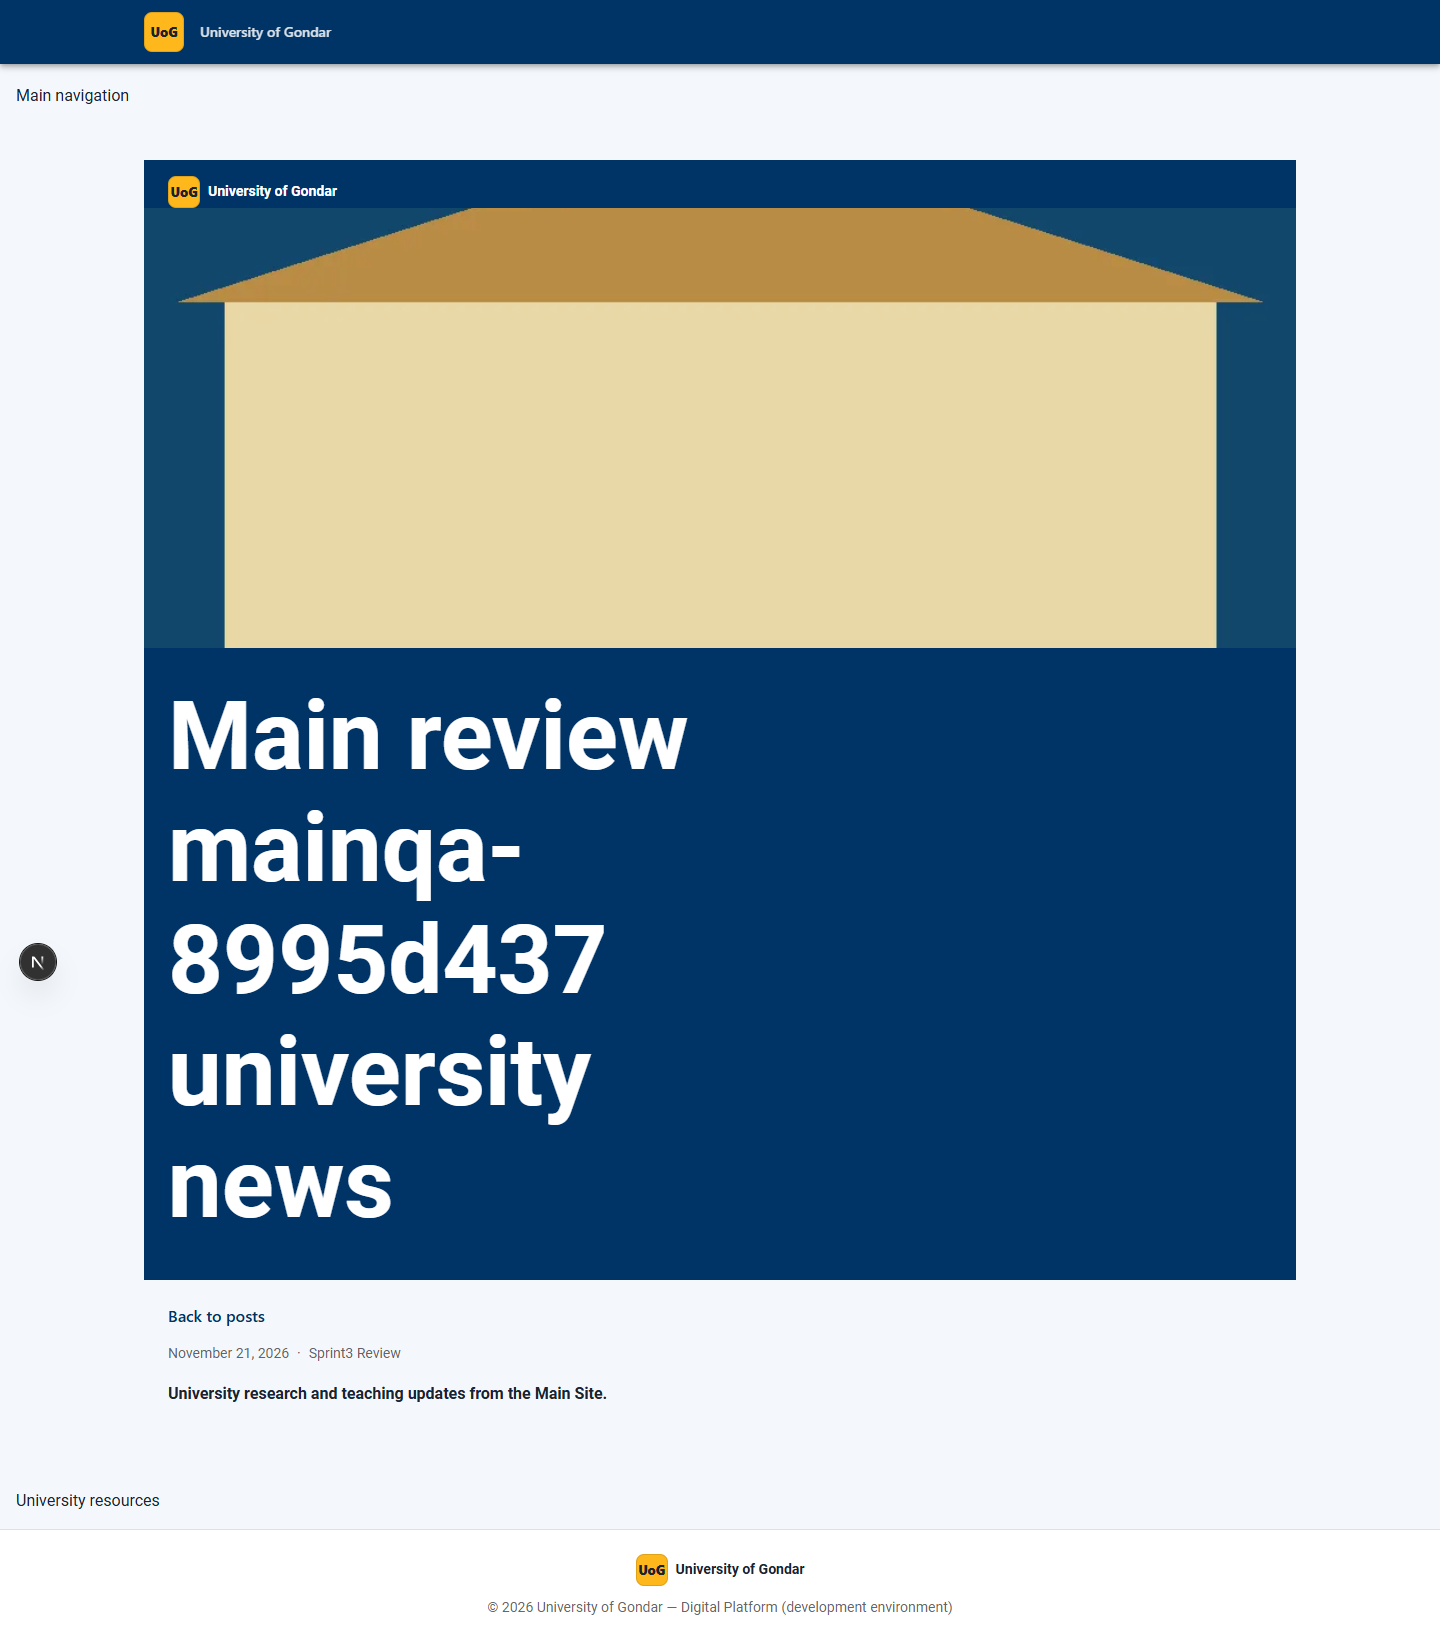 UoG University of Gondar
Main navigation
UoG University of Gondar
Main review
mainqa-
8995d437
university
news
N
Back to posts
November 21, 2026 · Sprint3 Review
University research and teaching updates from the Main Site.
University resources
UoG University of Gondar
© 2026 University of Gondar — Digital Platform (development environment)